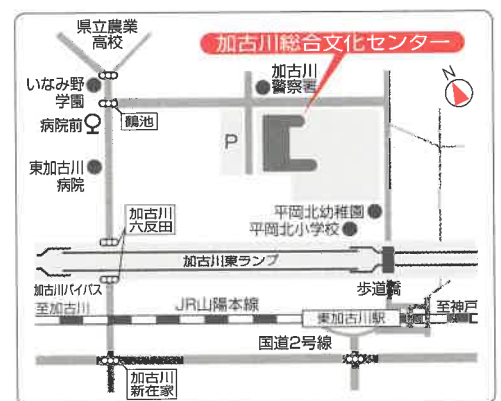 県立農業
高校
加古川総合文化センター
いなみ野
学園
加古川
警察署
N
鶴池
病院前
P
東加古川
病院
加古川
六反田
平岡北幼稚園
平岡北小学校
加古川東ランプ
加古川バイパス
歩道橋
至加古川
JR山陽本線
東加古川駅
至神戸
国道2号線
加古川
新在家